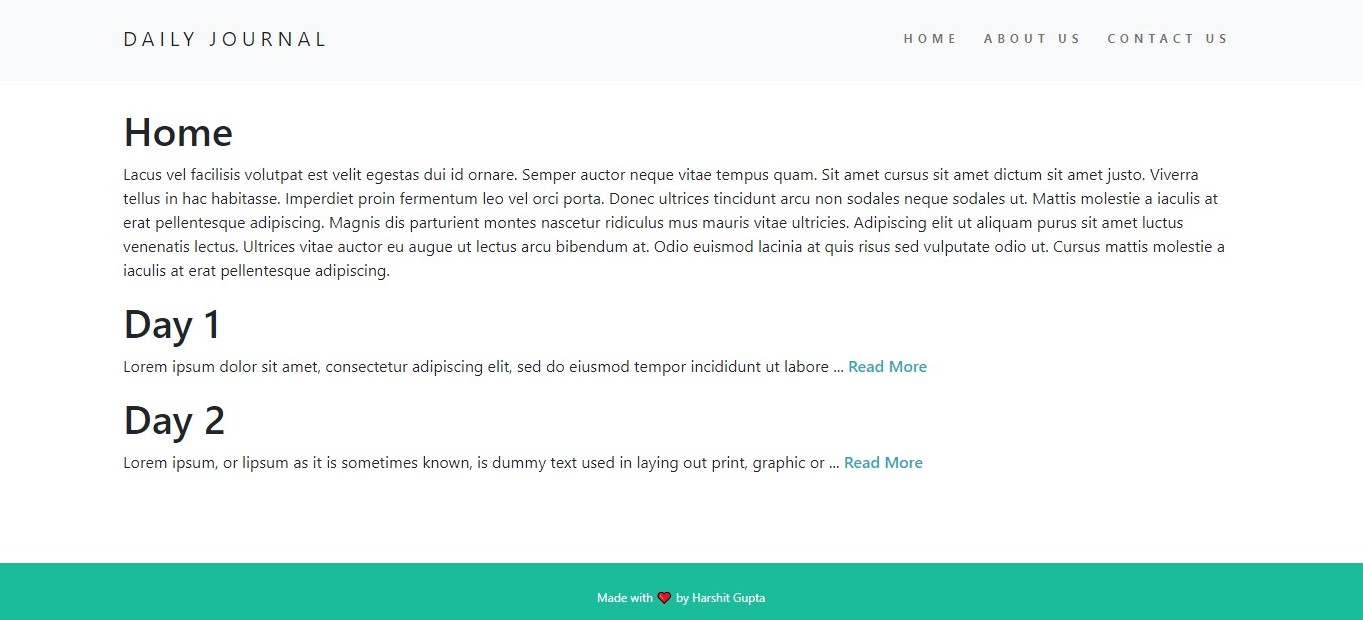 DAILY JOURNAL
HOME ABOUT US CONTACT US
Home
Lacus vel facilisis volutpat est velit egestas dui id ornare. Semper auctor neque vitae tempus quam. Sit amet cursus sit amet dictum sit amet justo. Viverra
tellus in hac habitasse. Imperdiet proin fermentum leo vel orci porta. Donec ultrices tincidunt arcu non sodales neque sodales ut. Mattis molestie a iaculis at
erat pellentesque adipiscing. Magnis dis parturient montes nascetur ridiculus mus mauris vitae ultricies. Adipiscing elit ut aliquam purus sit amet luctus
venenatis lectus. Ultrices vitae auctor eu augue ut lectus arcu bibendum at. Odio euismod lacinia at quis risus sed vulputate odio ut. Cursus mattis molestie a
iaculis at erat pellentesque adipiscing.
Day 1
Lorem ipsum dolor sit amet, consectetur adipiscing elit, sed do eiusmod tempor incididunt ut labore ... Read More
Day 2
Lorem ipsum, or lipsum as it is sometimes known, is dummy text used in laying out print, graphic or ... Read More
Made with ❤ by Harshit Gupta